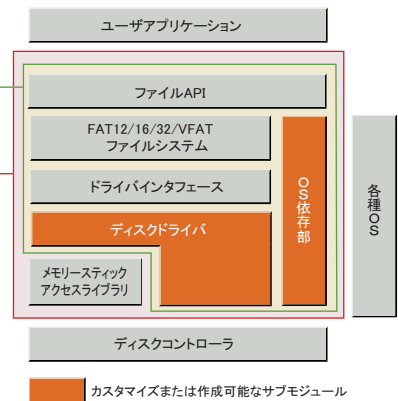 ユーザアプリケーション
ファイルAPI
FAT12/16/32/VFAT
ファイルシステム
ドライバインタフェース
ディスクドライバ
OS依存部
各種OS
メモリースティック
アクセスライブラリ
ディスクコントローラ
カスタマイズまたは作成可能なサブモジュール